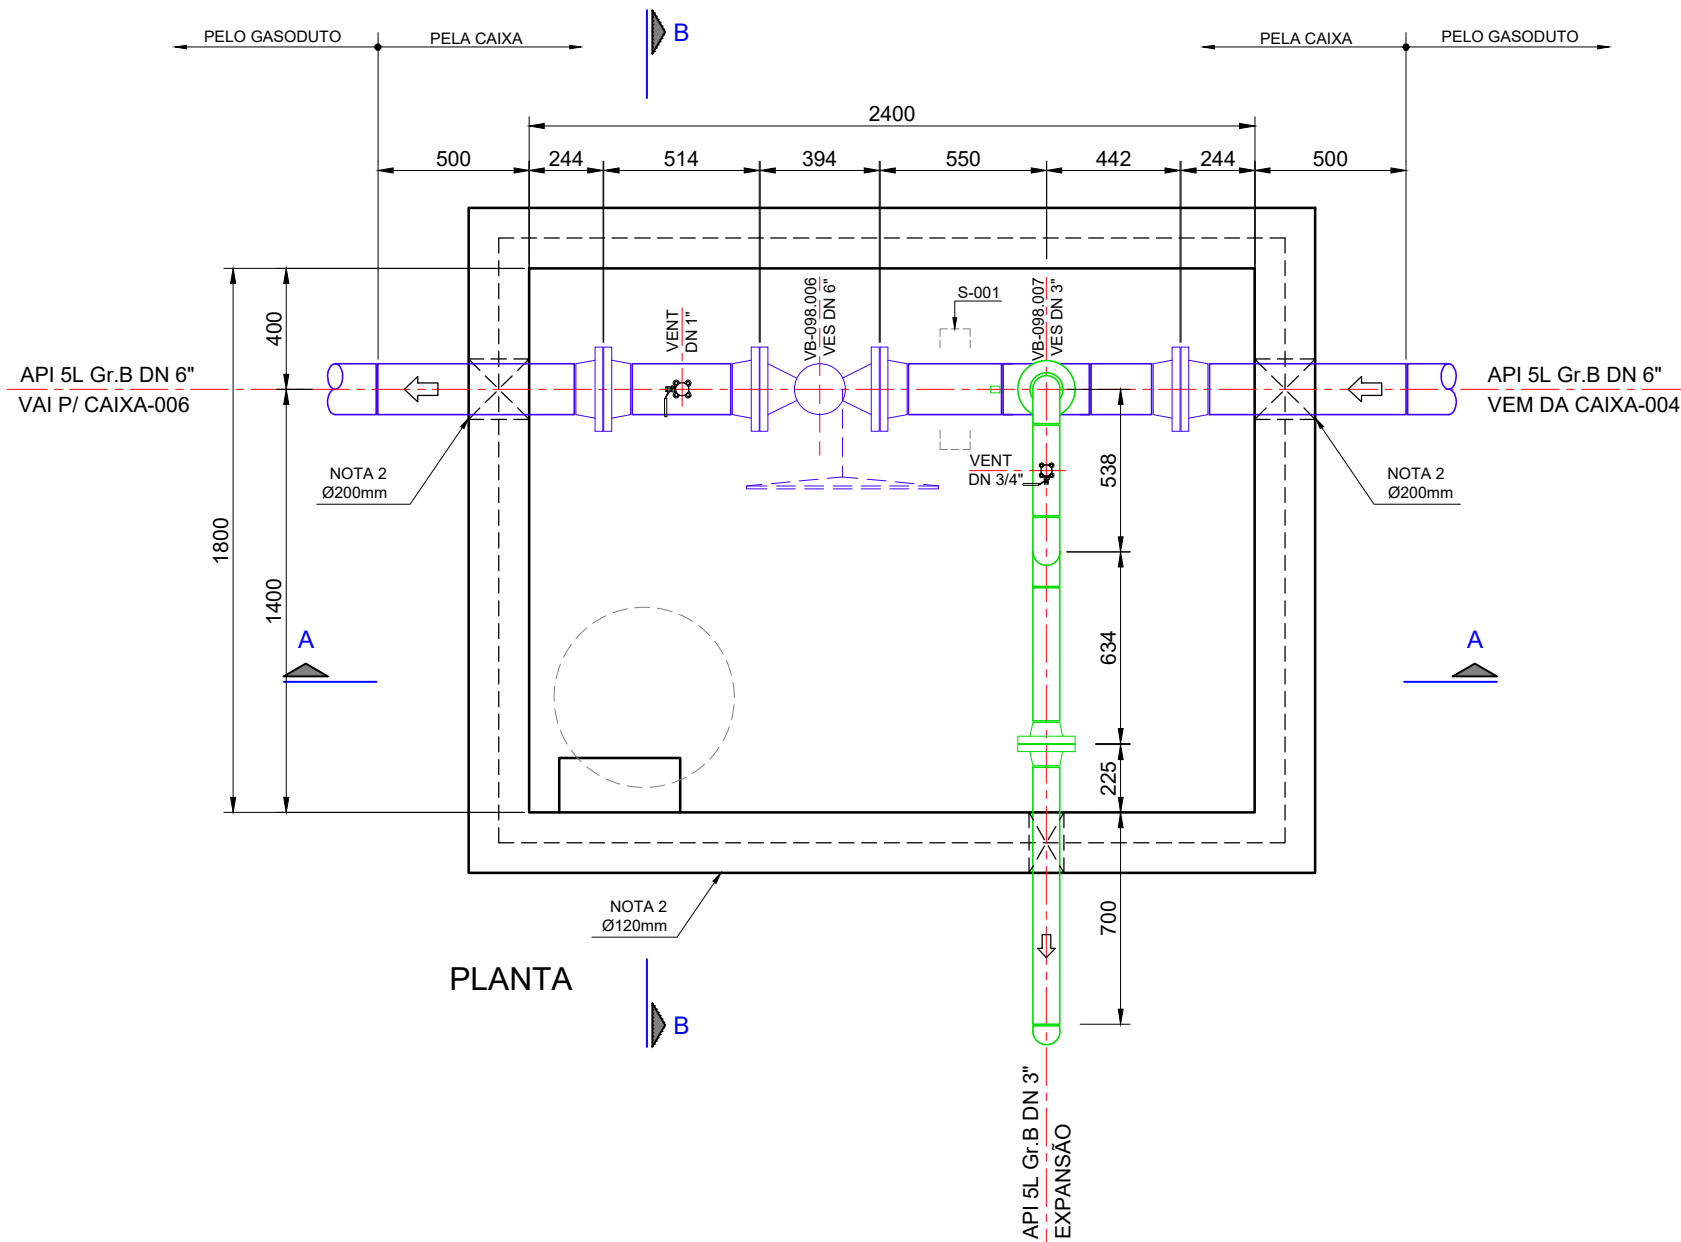 PELO GASODUTO
PELA CAIXA
B
PELA CAIXA
PELO GASODUTO
2400
500
244
514
394
550
442
244
500
VENT
DN 1"
VB-098.006
VES DN 6"
S-001
VB-098.007
VES DN 3"
400
1800
1400
API 5L Gr.B DN 6"
VAI P/ CAIXA-006
API 5L Gr.B DN 6"
VEM DA CAIXA-004
NOTA 2
Ø200mm
VENT
DN 3/4"
538
NOTA 2
Ø200mm
A
634
A
225
NOTA 2
Ø120mm
700
PLANTA
B
API 5L Gr.B DN 3"
EXPANSÃO